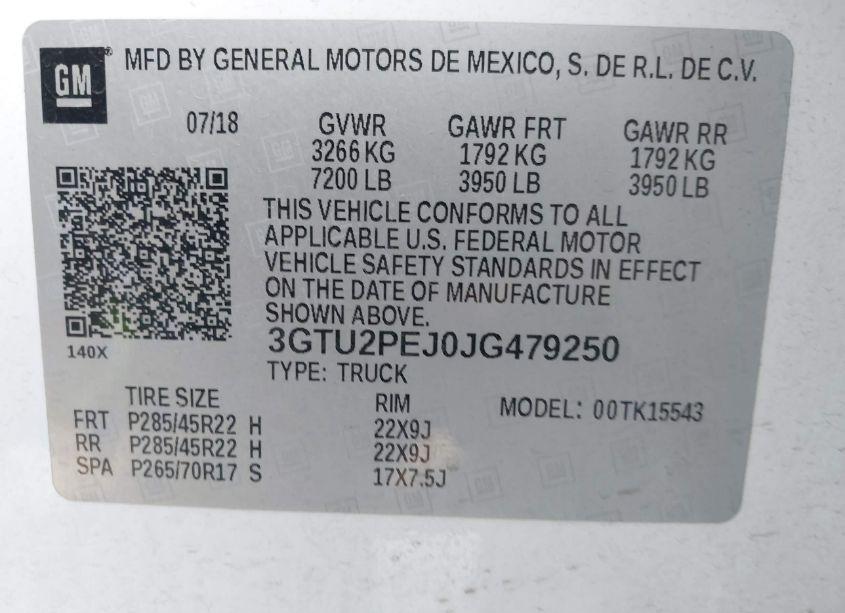 GM ® MFD BY GENERAL MOTORS DE MEXICO, S. DE R.L. DE C.V.
07/18 GVWR GAWR FRT GAWR RR
3266 KG 1792 KG 1792 KG
7200 LB 3950 LB 3950 LB
THIS VEHICLE CONFORMS TO ALL
APPLICABLE U.S. FEDERAL MOTOR
VEHICLE SAFETY STANDARDS IN EFFECT
ON THE DATE OF MANUFACTURE
SHOWN ABOVE.
140X 3GTU2PEJ0JG479250
TYPE: TRUCK
TIRE SIZE RIM MODEL: 00TK15543
FRT P285/45R22 H 22X9J
RR P285/45R22 H 22X9J
SPA P265/70R17 S 17X7.5J